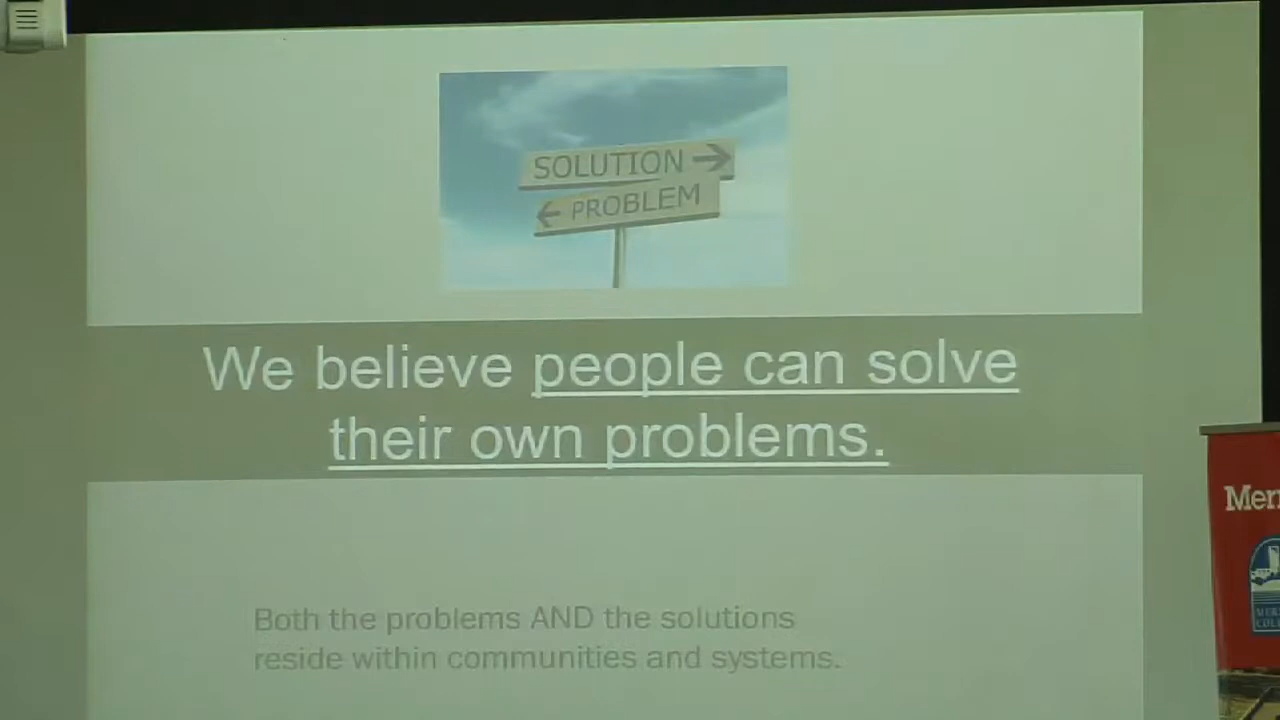 SOLUTION →
← PROBLEM
We believe people can solve
their own problems.
Both the problems AND the solutions
reside within communities and systems.